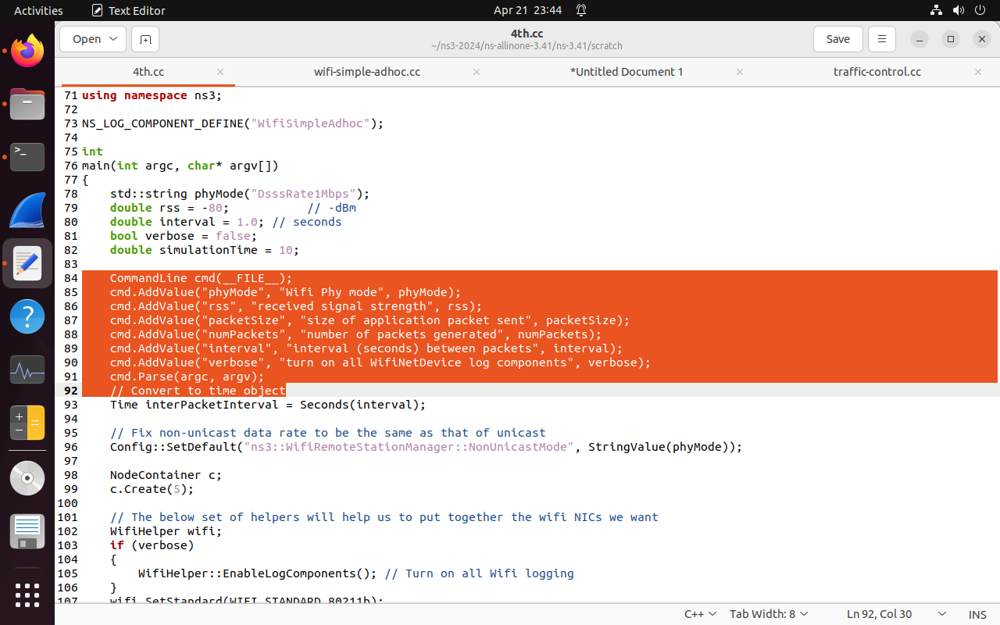 Activities Text Editor Apr 21 23:44
Open 4th.cc Save
~/ns3-2024/ns-allinone-3.41/ns-3.41/scratch
4th.cc wifi-simple-adhoc.cc *Untitled Document 1 traffic-control.cc
71 using namespace ns3;
72
73 NS_LOG_COMPONENT_DEFINE("WifiSimpleAdhoc");
74
75 int
76 main(int argc, char* argv[])
77 {
78     std::string phyMode("DsssRate1Mbps");
79     double rss = -80;           // -dBm
80     double interval = 1.0; // seconds
81     bool verbose = false;
82     double simulationTime = 10;
83
84     CommandLine cmd(__FILE__);
85     cmd.AddValue("phyMode", "Wifi Phy mode", phyMode);
86     cmd.AddValue("rss", "received signal strength", rss);
87     cmd.AddValue("packetSize", "size of application packet sent", packetSize);
88     cmd.AddValue("numPackets", "number of packets generated", numPackets);
89     cmd.AddValue("interval", "interval (seconds) between packets", interval);
90     cmd.AddValue("verbose", "turn on all WifiNetDevice log components", verbose);
91     cmd.Parse(argc, argv);
92     // Convert to time object
93     Time interPacketInterval = Seconds(interval);
94
95     // Fix non-unicast data rate to be the same as that of unicast
96     Config::SetDefault("ns3::WifiRemoteStationManager::NonUnicastMode", StringValue(phyMode));
97
98     NodeContainer c;
99     c.Create(5);
100
101     // The below set of helpers will help us to put together the wifi NICs we want
102     WifiHelper wifi;
103     if (verbose)
104     {
105         WifiHelper::EnableLogComponents(); // Turn on all Wifi logging
106     }
107     wifi.SetStandard(WIFI_STANDARD_80211b);
C++ Tab Width: 8 Ln 92, Col 30 INS